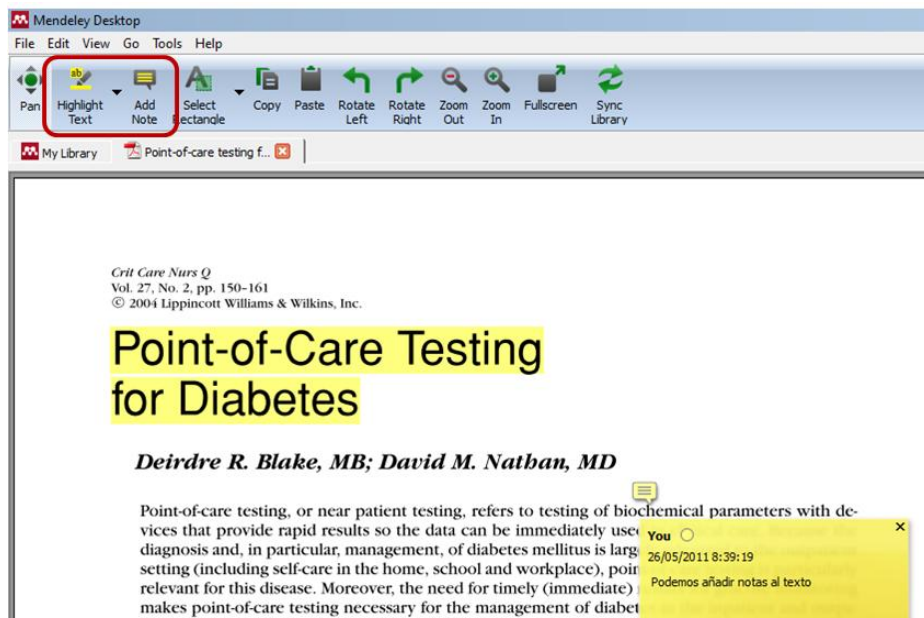 Mendeley Desktop
File Edit View Go Tools Help
Pan Highlight Text Add Note Select Rectangle Copy Paste Rotate Left Rotate Right Zoom Out Zoom In Fullscreen Sync Library
My Library Point-of-care testing f...
Crit Care Nurs Q
Vol. 27, No. 2, pp. 150–161
© 2004 Lippincott Williams & Wilkins, Inc.
Point-of-Care Testing
for Diabetes
Deirdre R. Blake, MB; David M. Nathan, MD
Point-of-care testing, or near patient testing, refers to testing of biochemical parameters with de-
vices that provide rapid results so the data can be immediately
diagnosis and, in particular, management, of diabetes mellitus is
setting (including self-care in the home, school and workplace),
relevant for this disease. Moreover, the need for timely (immediate)
makes point-of-care testing necessary for the management of
You
26/05/2011 8:39:19
Podemos añadir notas al texto